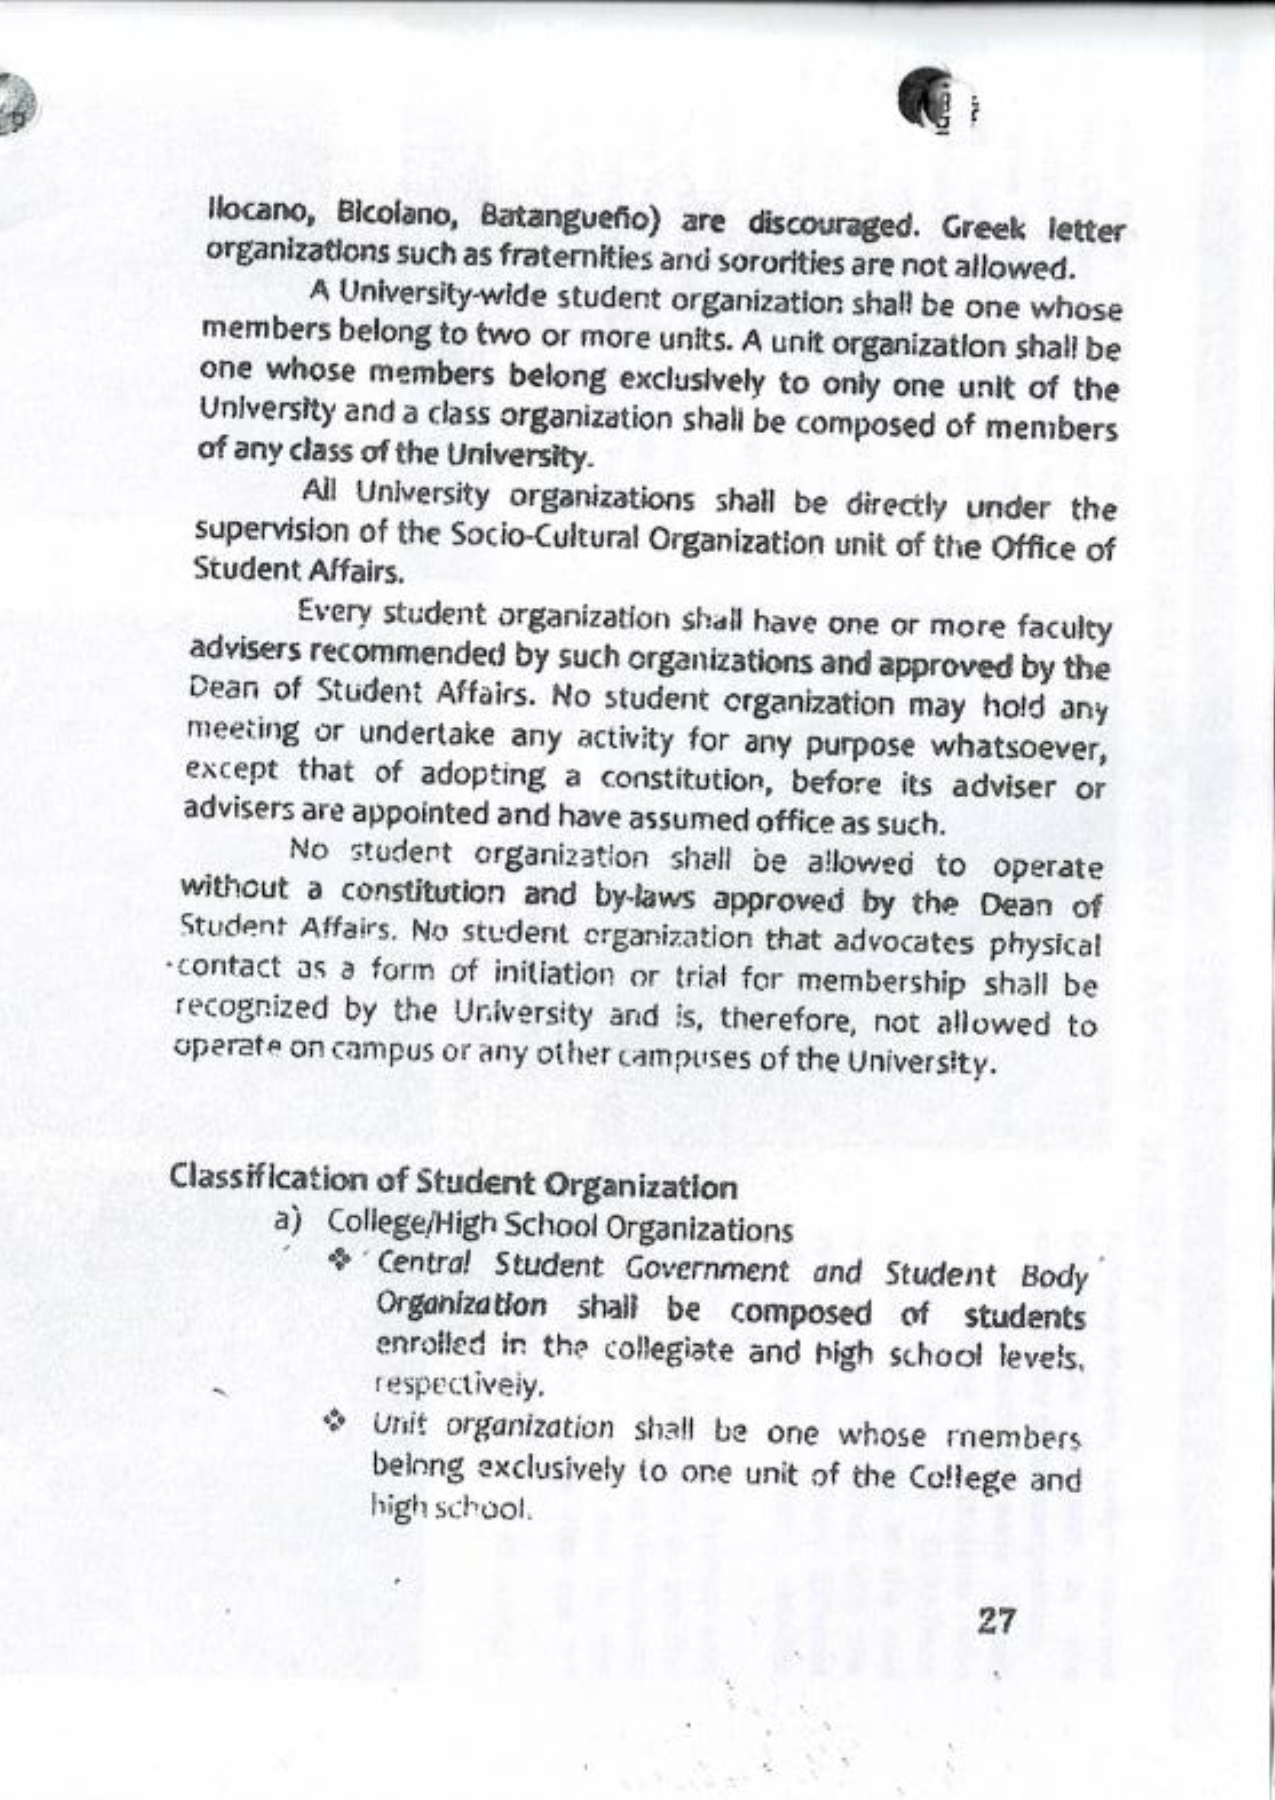 Ilocano, Bicolano, Batangueño) are discouraged. Greek letter
organizations such as fraternities and sororities are not allowed.
A University-wide student organization shall be one whose
members belong to two or more units. A unit organization shall be
one whose members belong exclusively to only one unit of the
University and a class organization shall be composed of members
of any class of the University.
All University organizations shall be directly under the
supervision of the Socio-Cultural Organization unit of the Office of
Student Affairs.
Every student organization shall have one or more faculty
advisers recommended by such organizations and approved by the
Dean of Student Affairs. No student organization may hold any
meeting or undertake any activity for any purpose whatsoever,
except that of adopting a constitution, before its adviser or
advisers are appointed and have assumed office as such.
No student organization shall be allowed to operate
without a constitution and by-laws approved by the Dean of
Student Affairs. No student organization that advocates physical
contact as a form of initiation or trial for membership shall be
recognized by the University and is, therefore, not allowed to
operate on campus or any other campuses of the University.
Classification of Student Organization
a) College/High School Organizations
❖ Central Student Government and Student Body
Organization shall be composed of students
enrolled in the collegiate and high school levels,
respectively.
❖ Unit organization shall be one whose members
belong exclusively to one unit of the College and
high school.
27